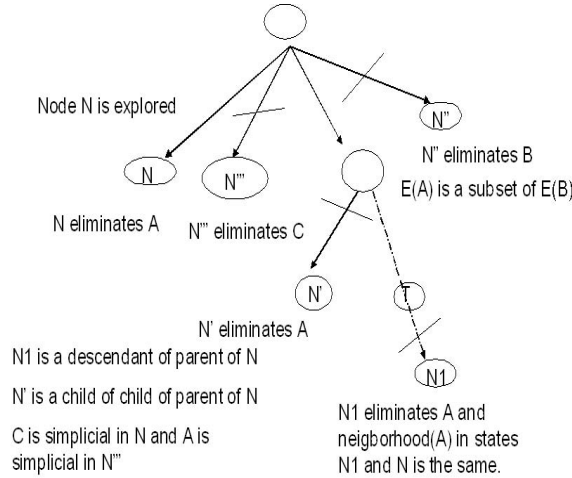 Node N is explored
N"
N
N'"
N" eliminates B
E(A) is a subset of E(B)
N eliminates A
N'" eliminates C
N'
T
N' eliminates A
N1 is a descendant of parent of N
N1
N' is a child of child of parent of N
N1 eliminates A and
neigborhood(A) in states
N1 and N is the same.
C is simplicial in N and A is
simplicial in N'"